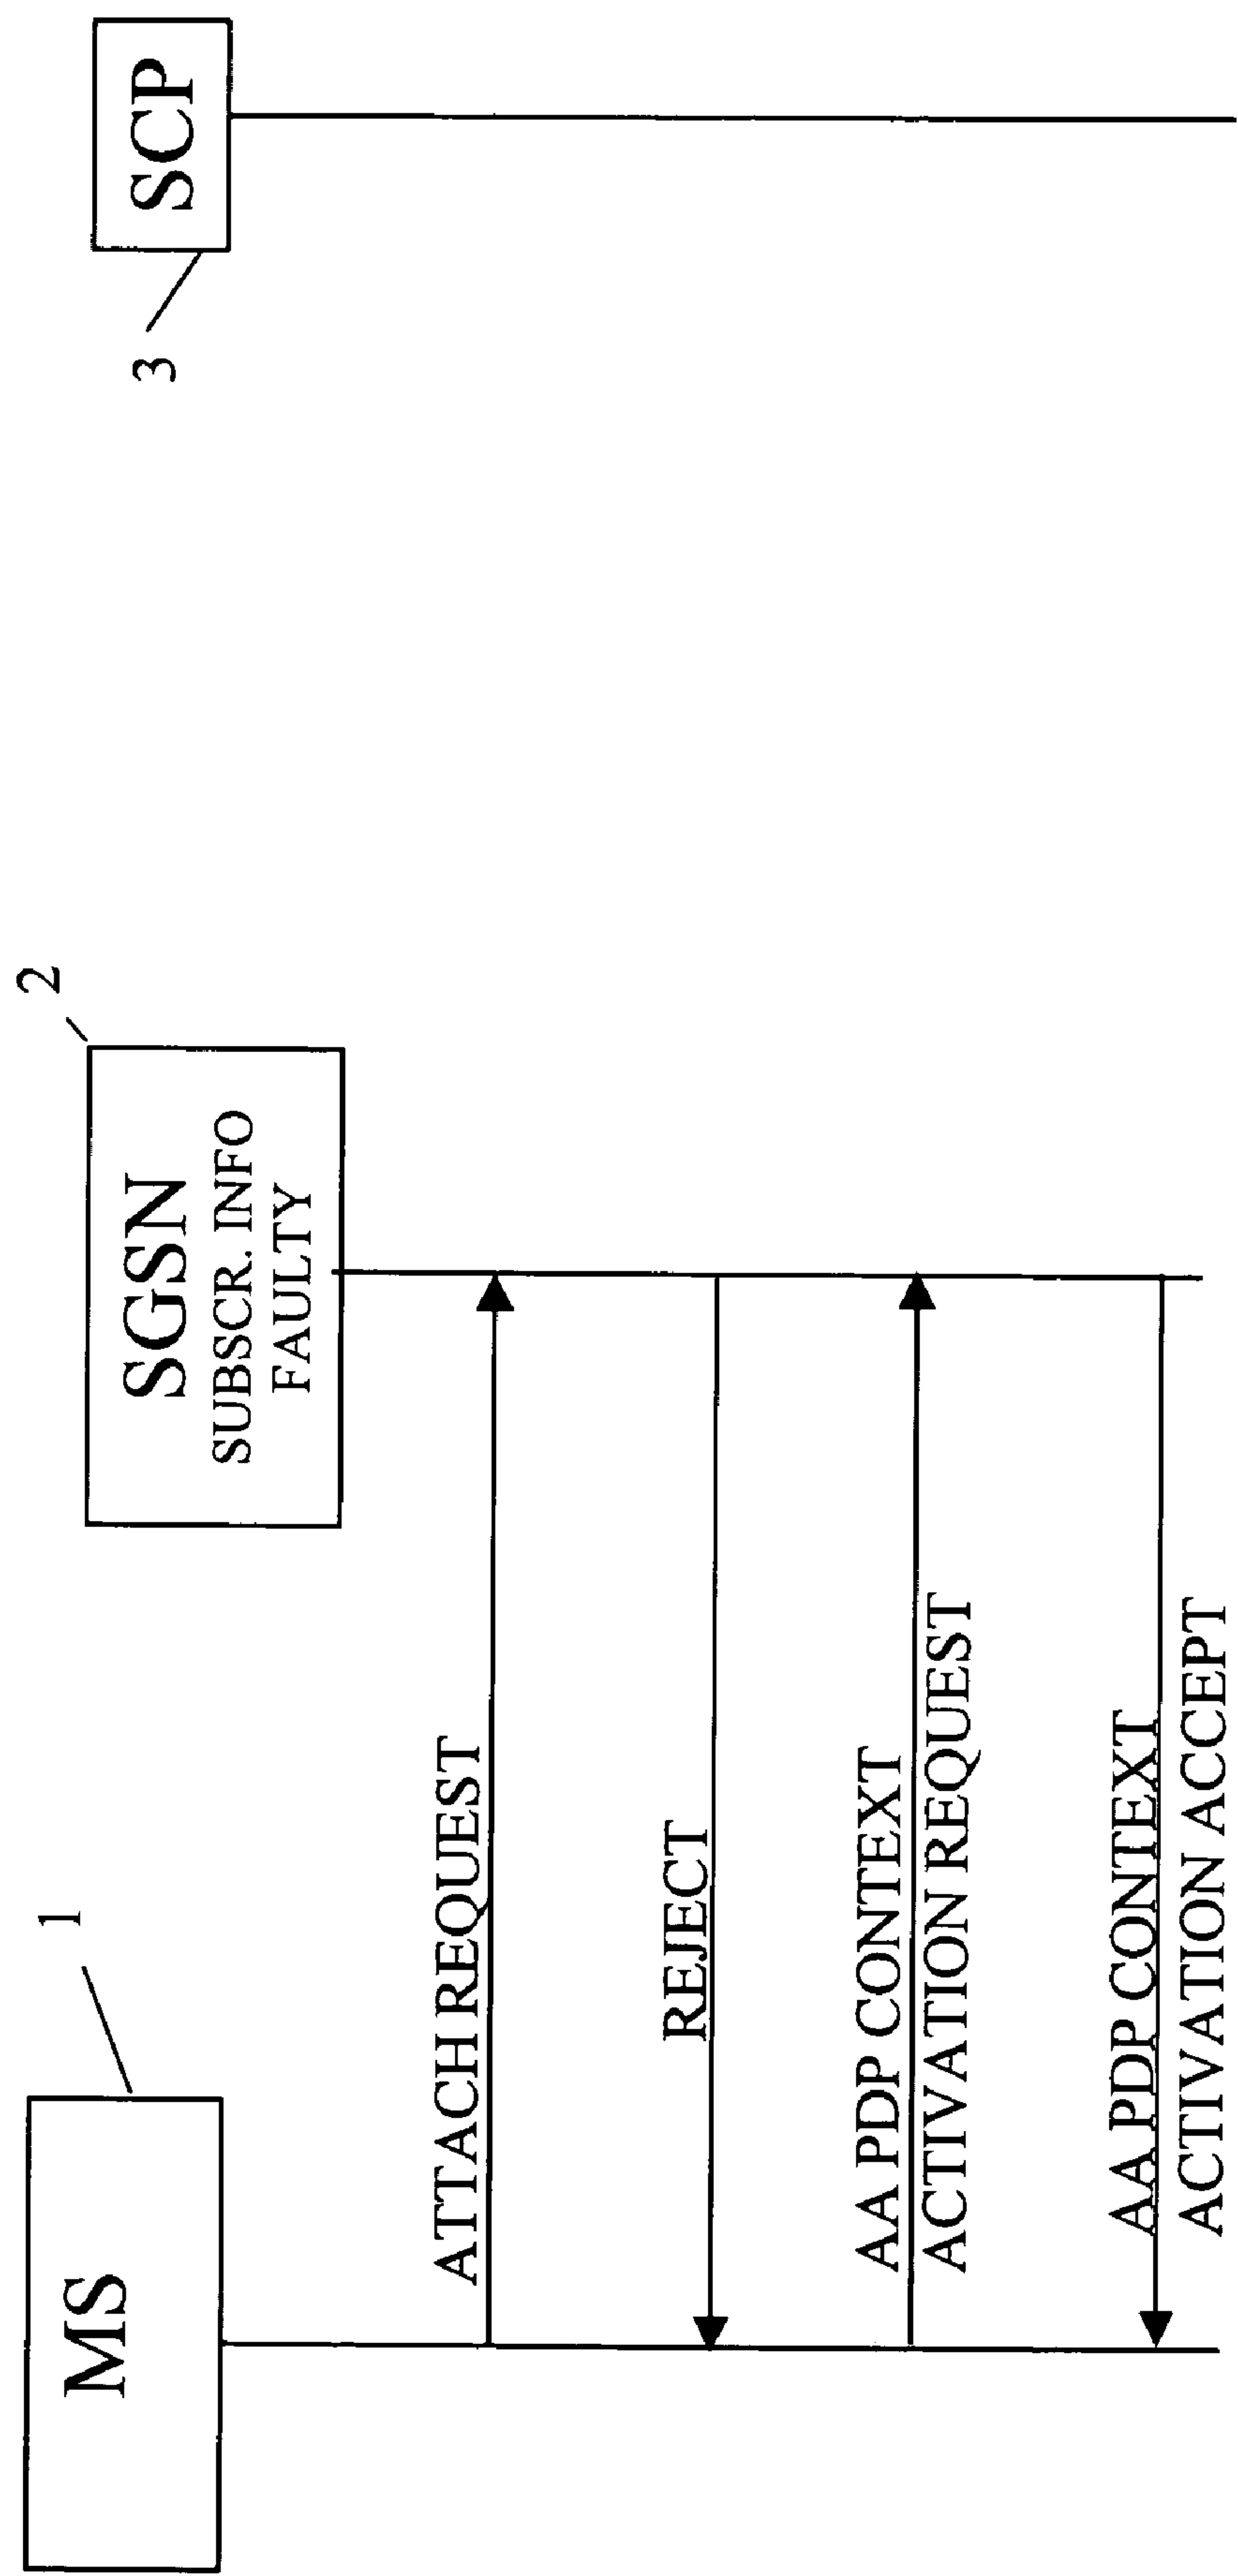 MS
1
SGSN
SUBSCR. INFO
FAULTY
2
SCP
3
ATTACH REQUEST
REJECT
AA PDP CONTEXT
ACTIVATION REQUEST
AA PDP CONTEXT
ACTIVATION ACCEPT